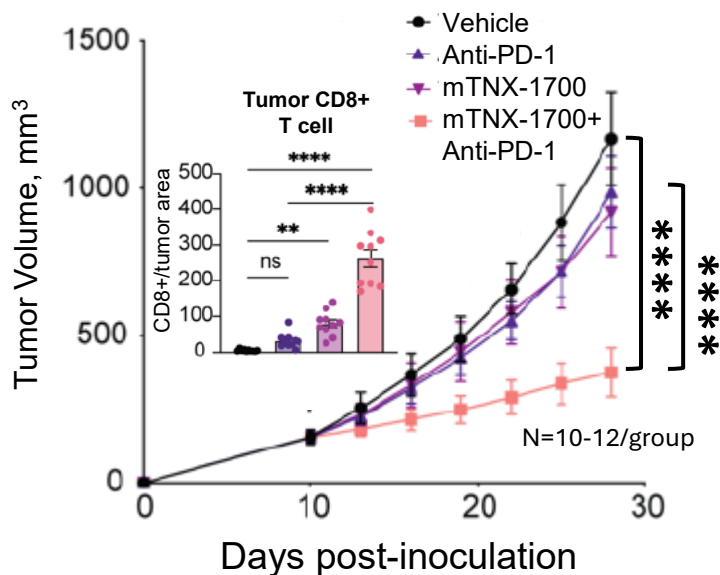 Vehicle
Anti-PD-1
mTNX-1700
mTNX-1700+
Anti-PD-1
Tumor Volume, mm³
1500
1000
500
0
Tumor CD8+
T cell
CD8+/tumor area
500
400
300
200
100
0
****
****
**
ns
****
****
N=10-12/group
0
10
20
30
Days post-inoculation